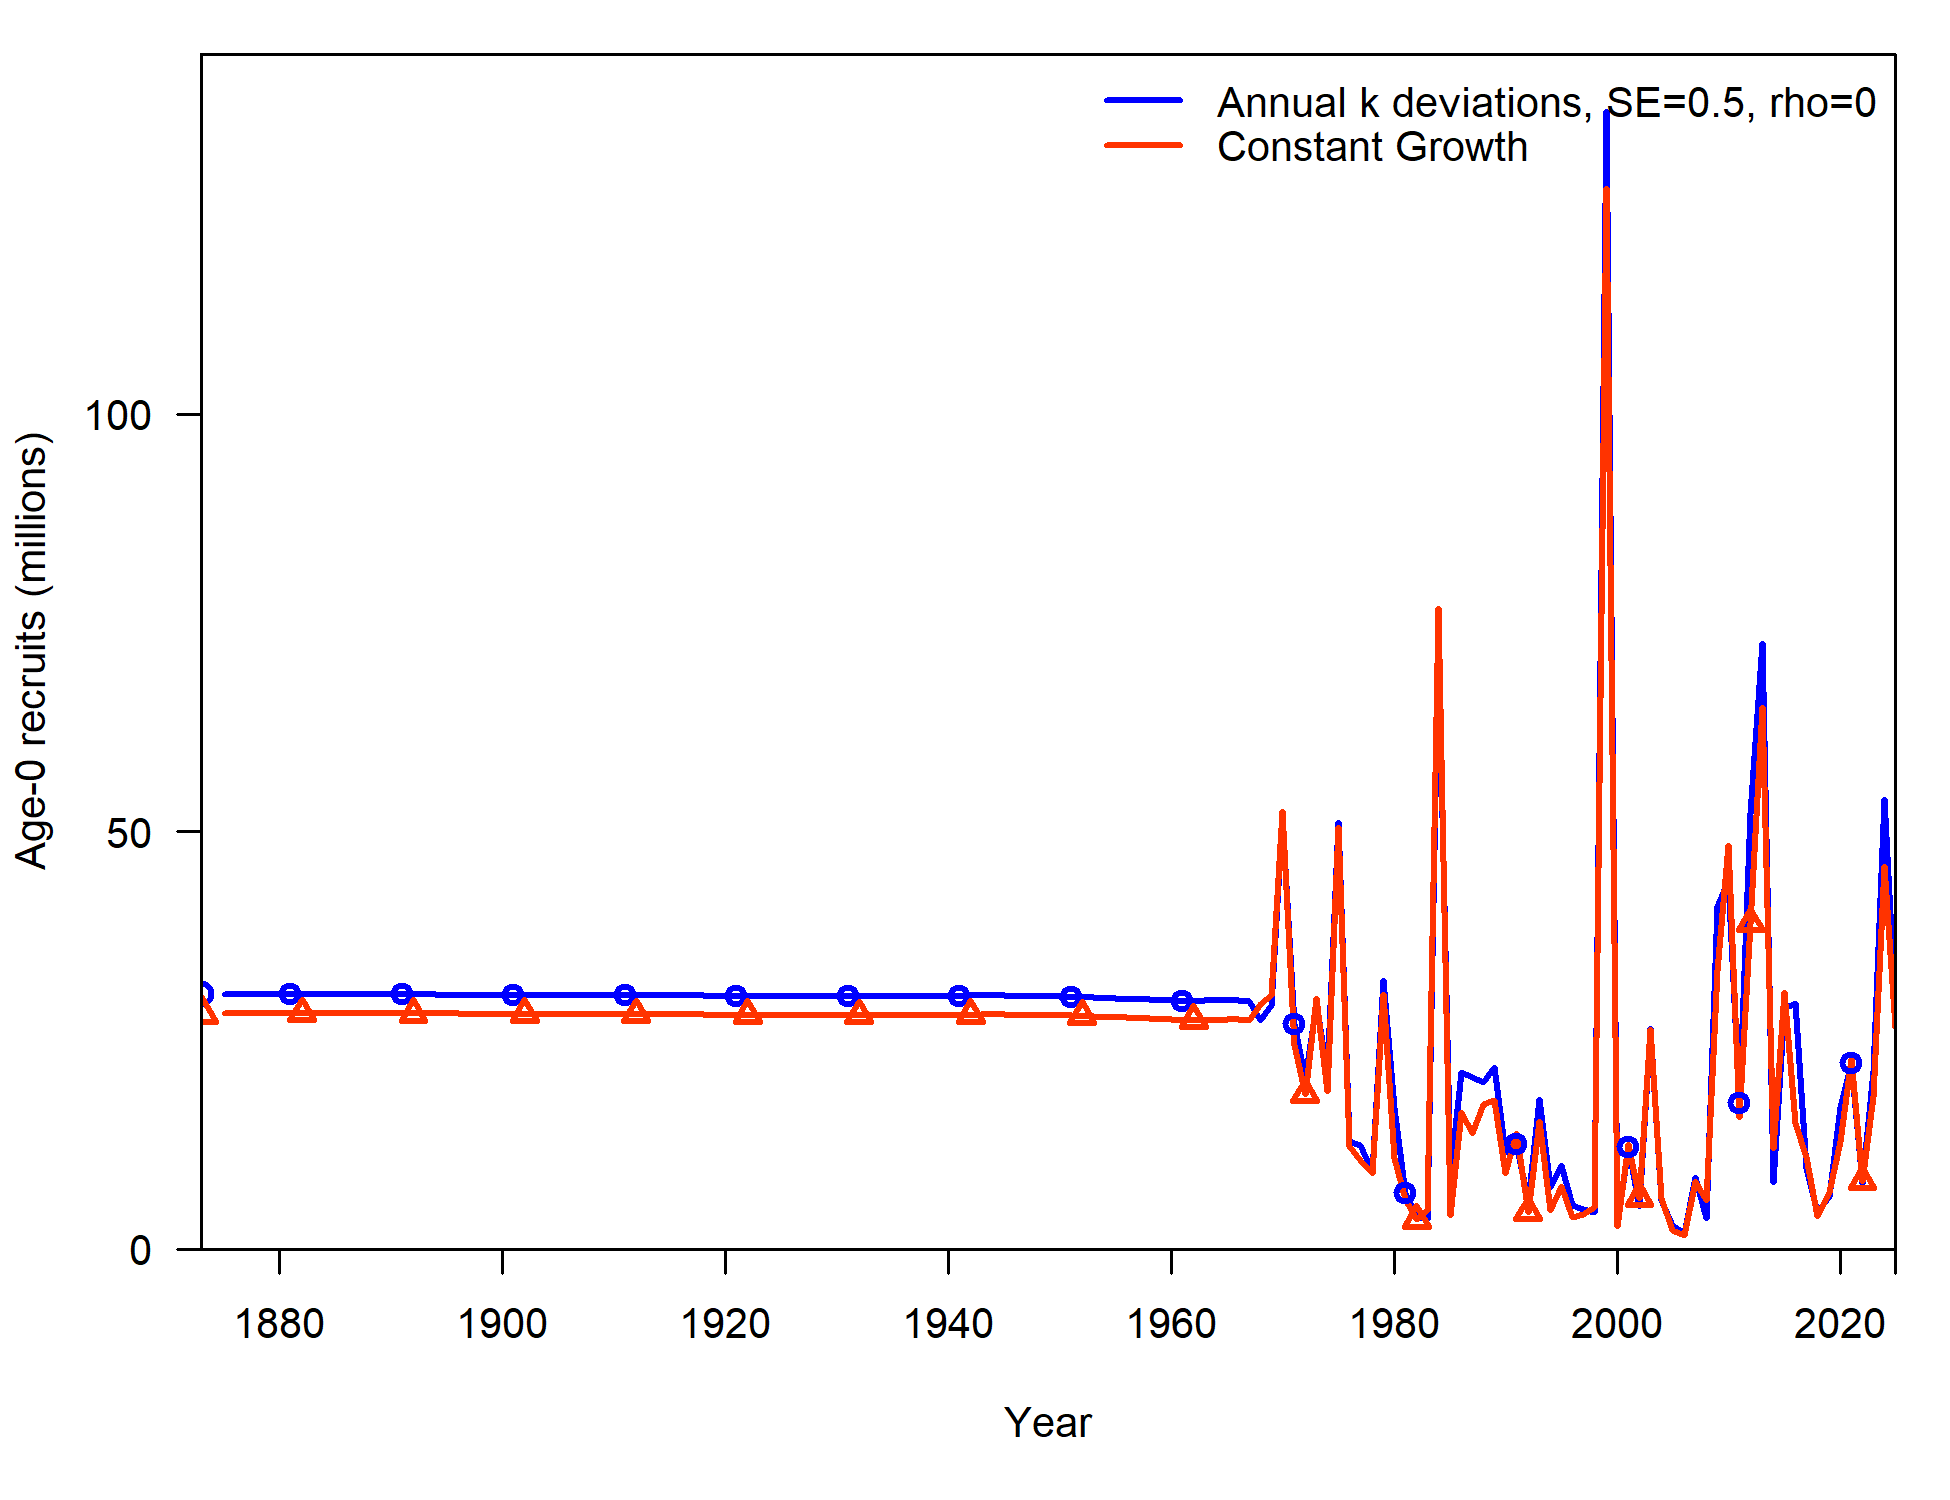 Annual k deviations, SE=0.5, rho=0
Constant Growth
Age-0 recruits (millions)
100
50
0
1880 1900 1920 1940 1960 1980 2000 2020
Year